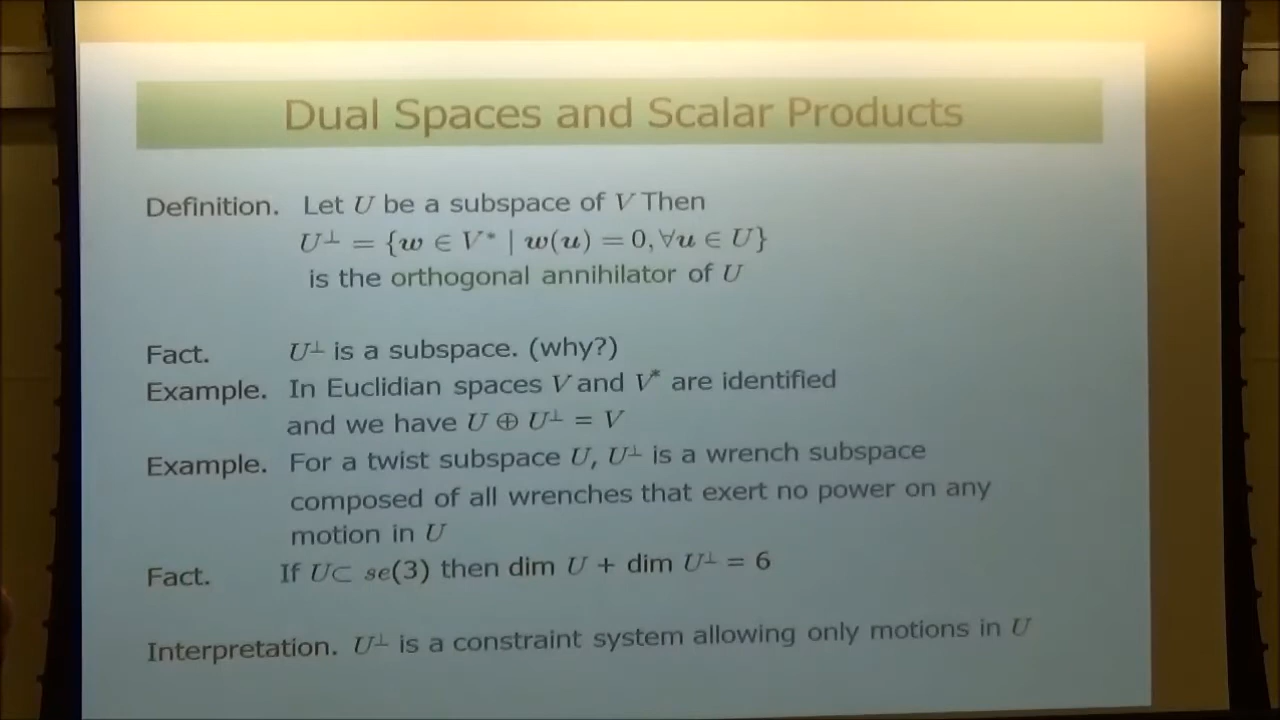 Dual Spaces and Scalar Products
Definition. Let U be a subspace of V Then
U⊥ = {w ∈ V* | w(u) = 0, ∀u ∈ U}
is the orthogonal annihilator of U
Fact. U⊥ is a subspace. (why?)
Example. In Euclidian spaces V and V* are identified
and we have U ⊕ U⊥ = V
Example. For a twist subspace U, U⊥ is a wrench subspace
composed of all wrenches that exert no power on any
motion in U
Fact. If U⊂ se(3) then dim U + dim U⊥ = 6
Interpretation. U⊥ is a constraint system allowing only motions in U